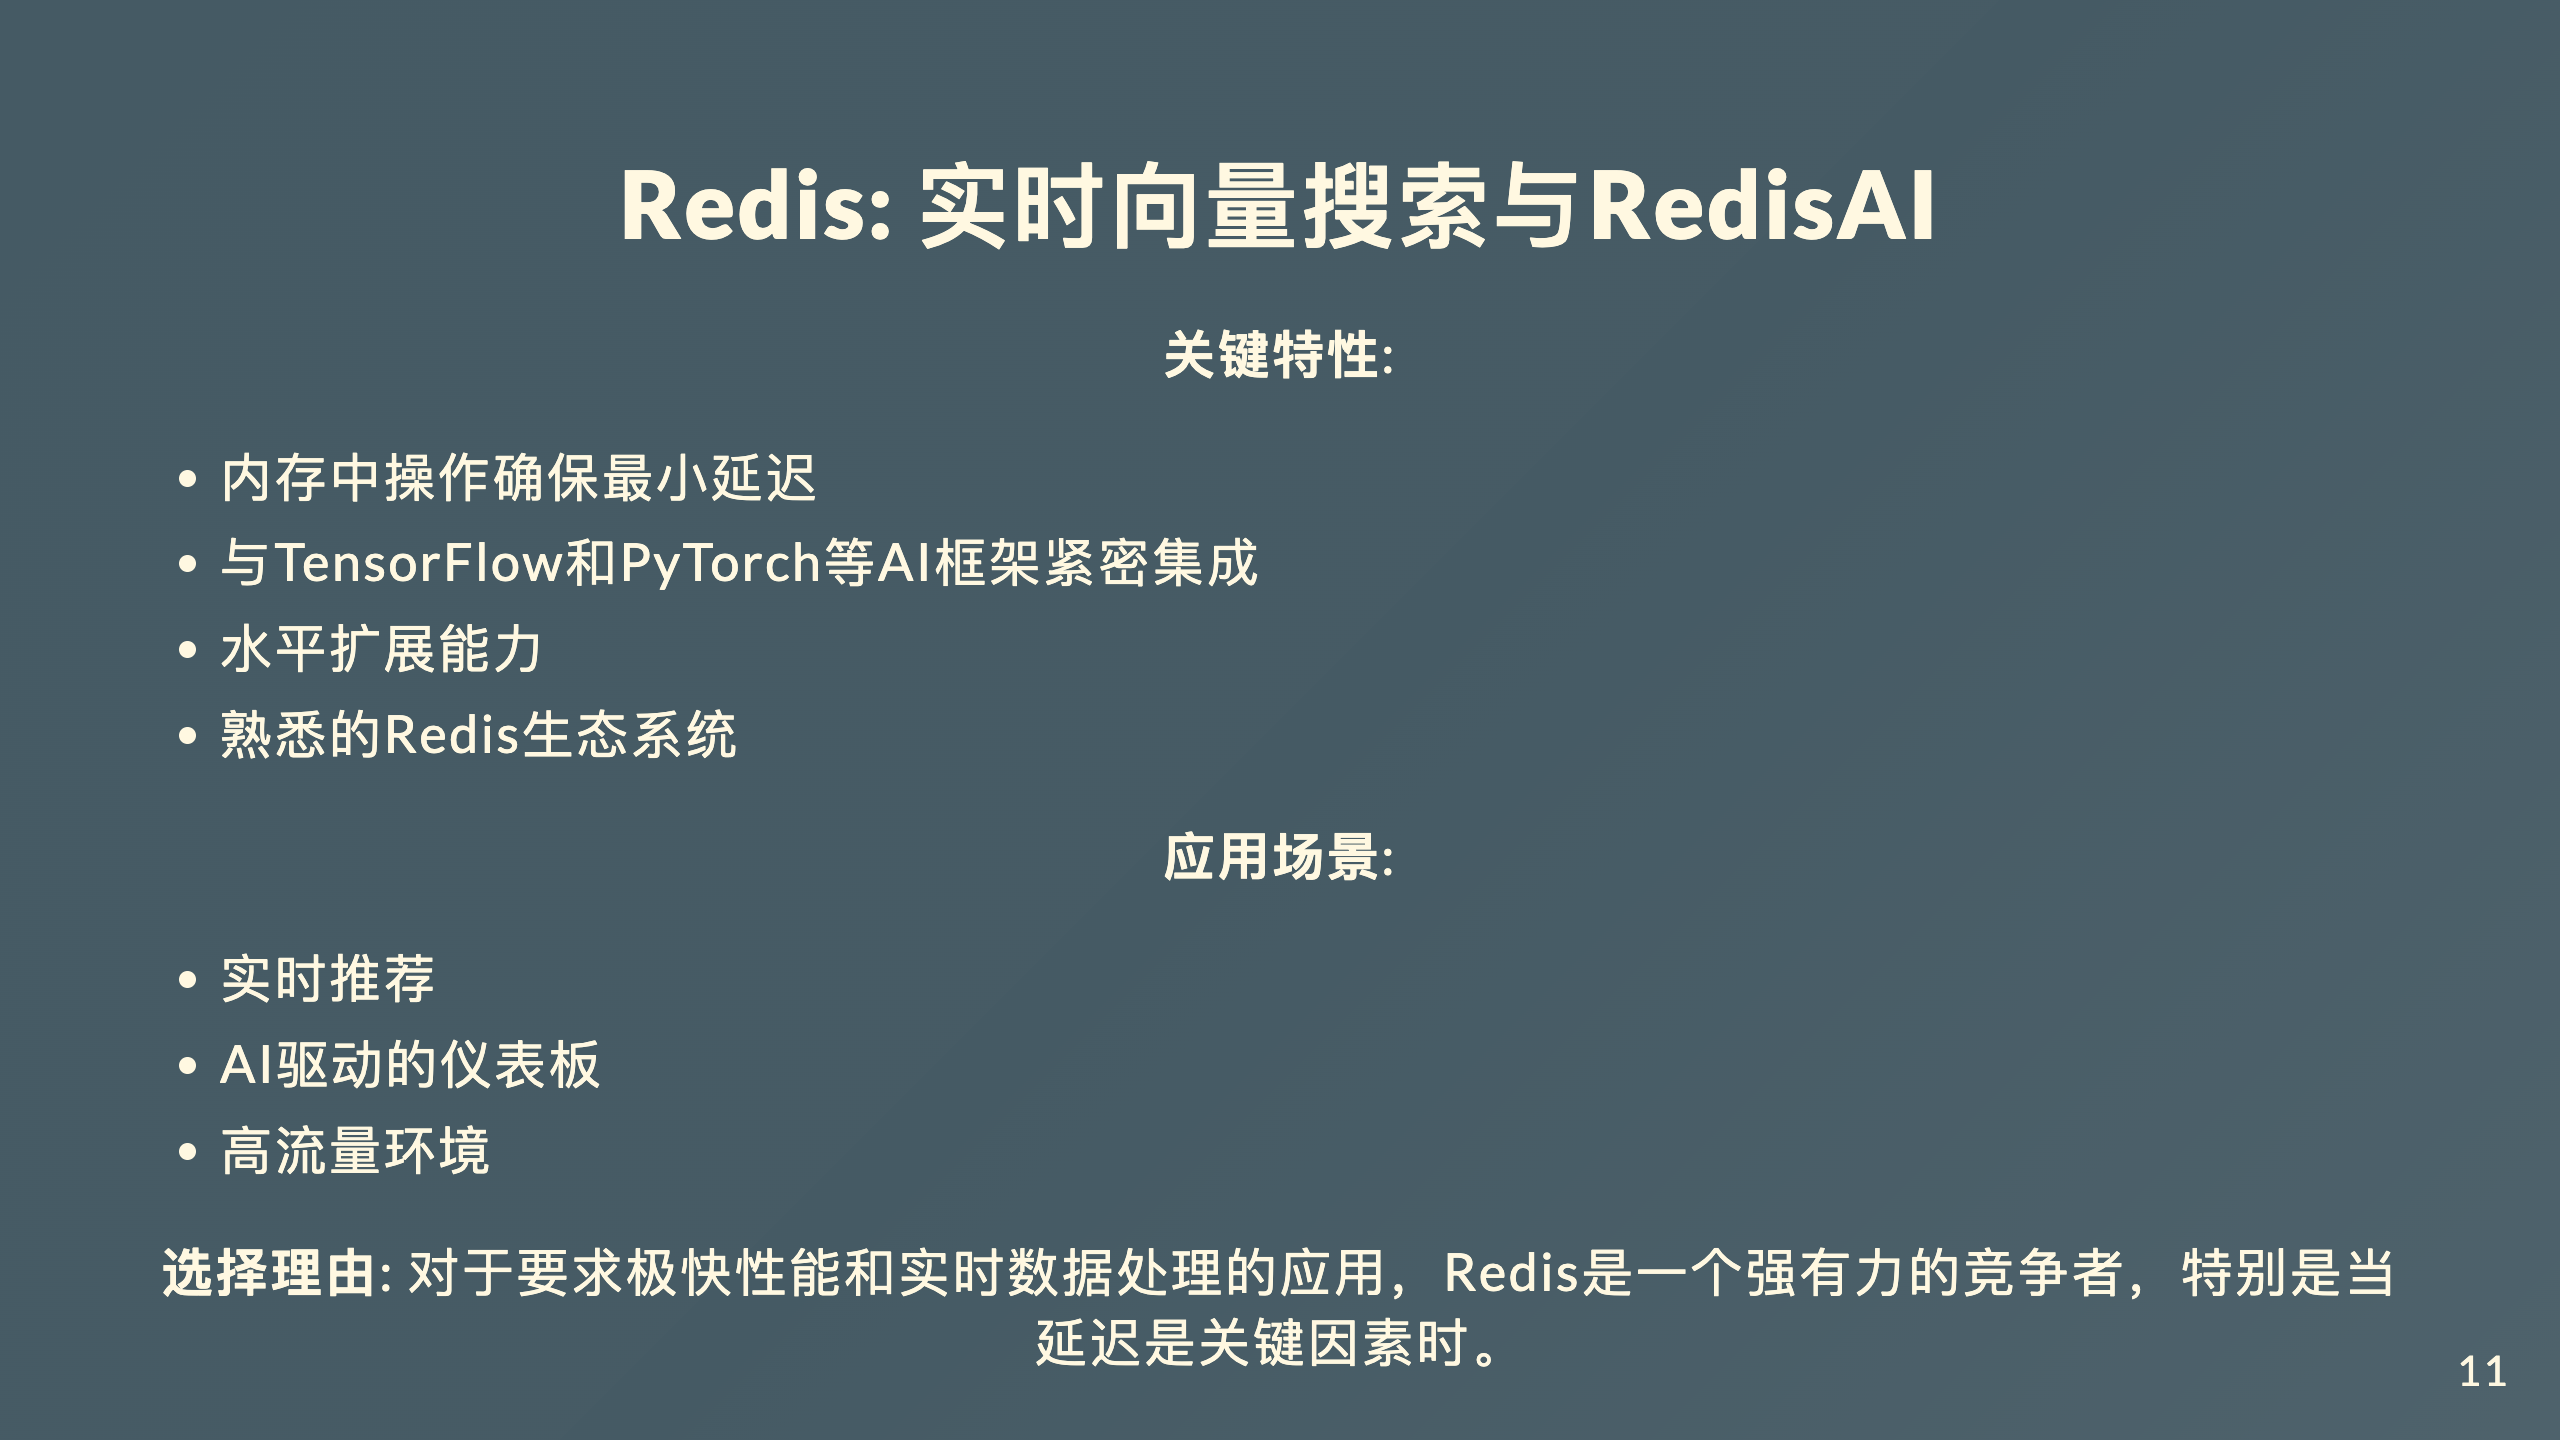 Redis: 实时向量搜索与RedisAI
关键特性:
• 内存中操作确保最小延迟
• 与TensorFlow和PyTorch等AI框架紧密集成
• 水平扩展能力
• 熟悉的Redis生态系统
应用场景:
• 实时推荐
• AI驱动的仪表板
• 高流量环境
选择理由: 对于要求极快性能和实时数据处理的应用，Redis是一个强有力的竞争者，特别是当
延迟是关键因素时。
11